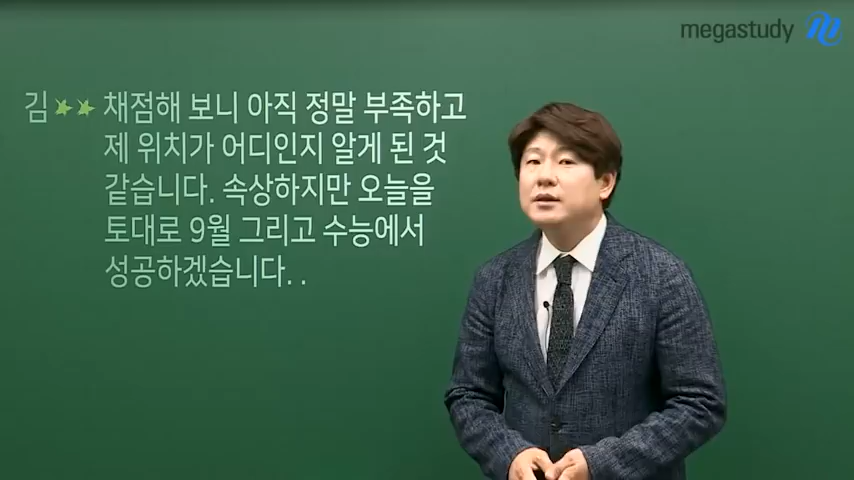 megastudy
김★★ 채점해 보니 아직 정말 부족하고
제 위치가 어디인지 알게 된 것
같습니다. 속상하지만 오늘을
토대로 9월 그리고 수능에서
성공하겠습니다. .